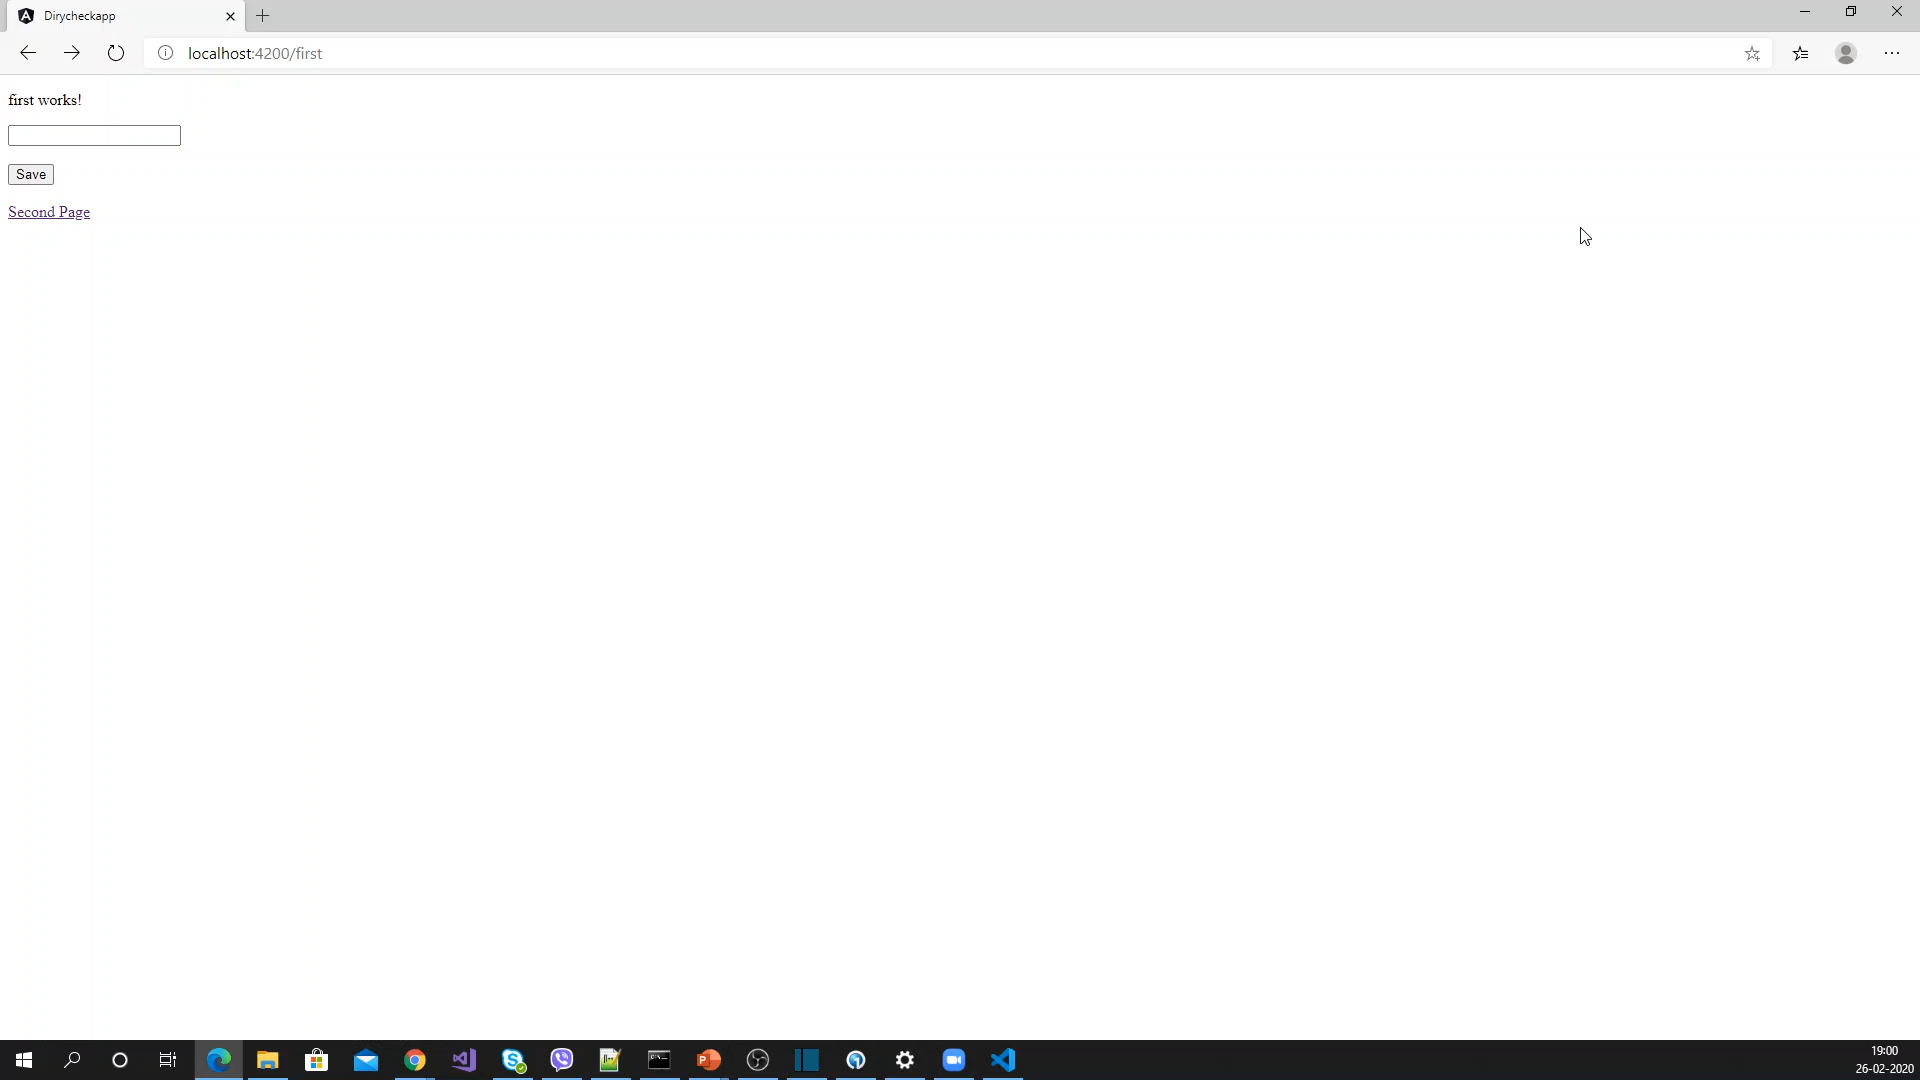 Dirycheckapp
localhost:4200/first
first works!
Save
Second Page
19:00
26-02-2020